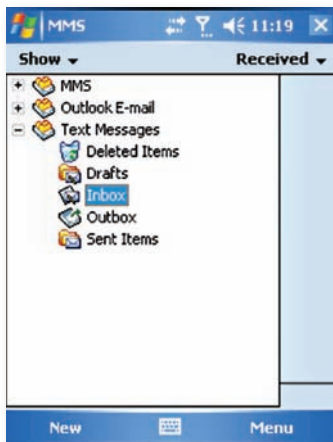 MMS 11:19
Show Received
MMS
Outlook E-mail
Text Messages
Deleted Items
Drafts
Inbox
Outbox
Sent Items
New Menu